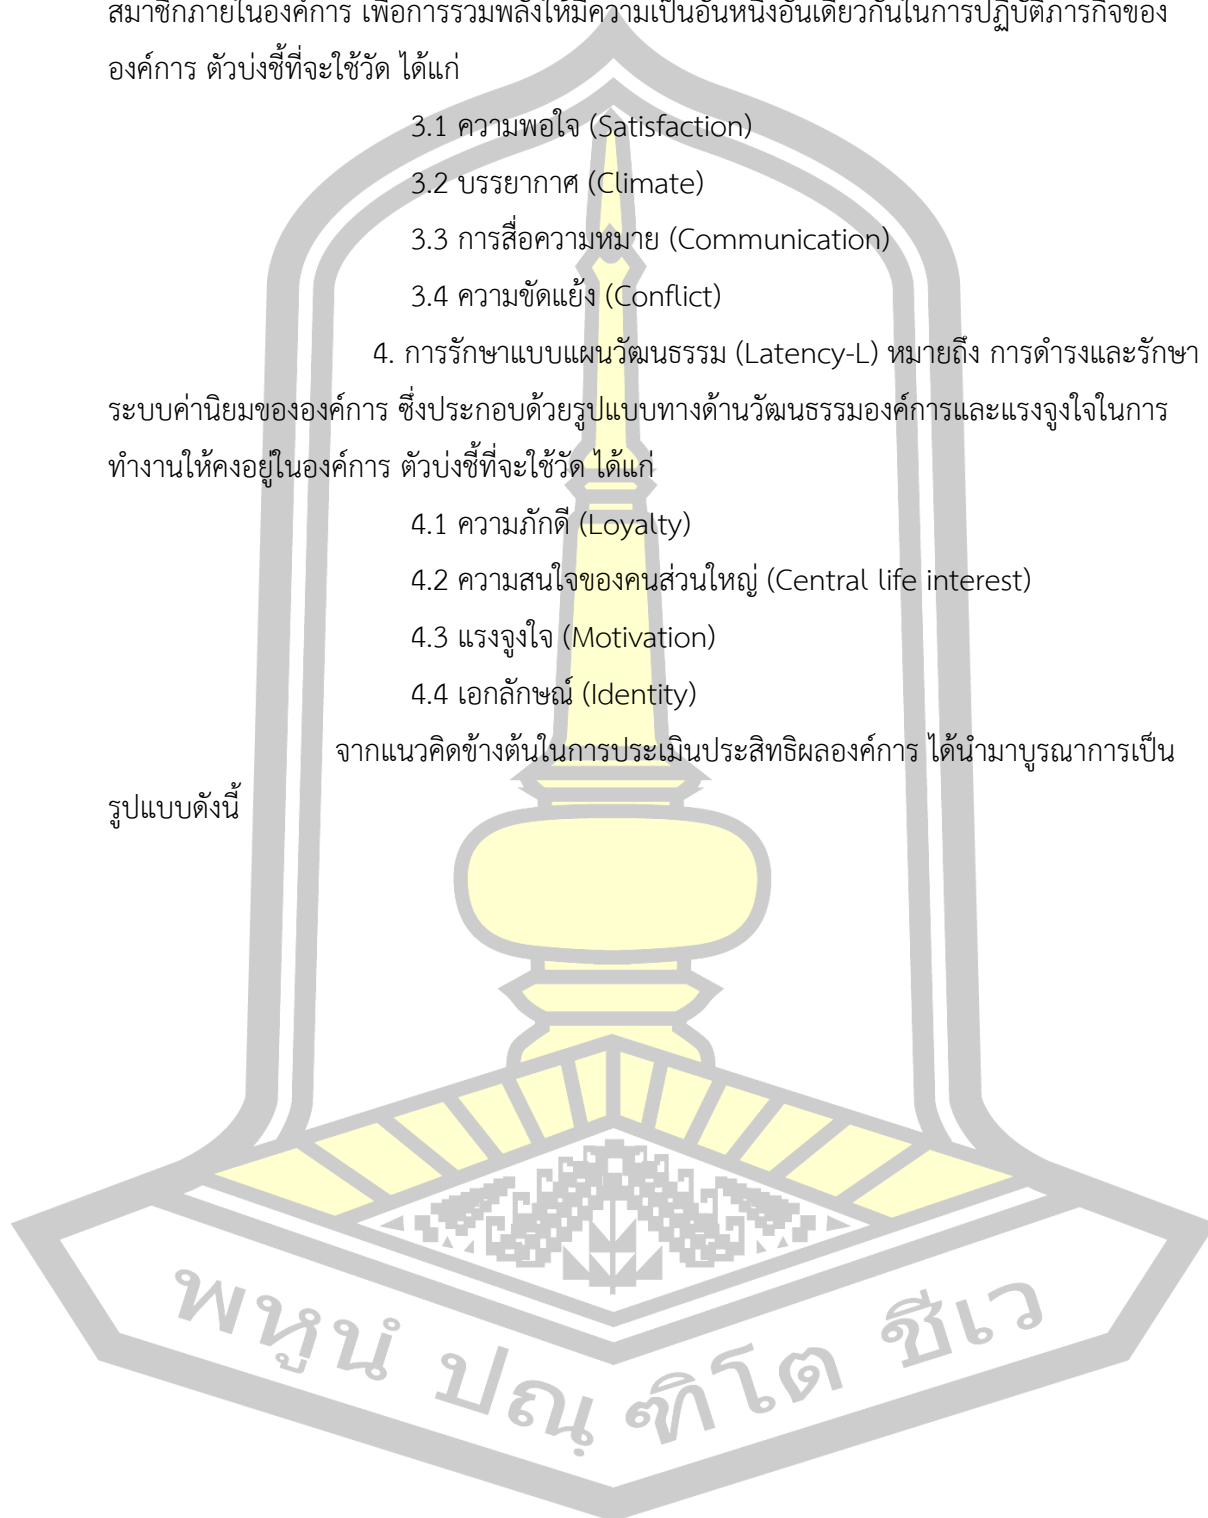 สมาชิกภายในองค์การ เพื่อการรวมพลังให้มีความเป็นอันหนึ่งอันเดียวกันในการปฏิบัติภารกิจของ
องค์การ ตัวบ่งชี้ที่จะใช้วัด ได้แก่
3.1 ความพอใจ (Satisfaction)
3.2 บรรยากาศ (Climate)
3.3 การสื่อความหมาย (Communication)
3.4 ความขัดแย้ง (Conflict)
4. การรักษาแบบแผนวัฒนธรรม (Latency-L) หมายถึง การดำรงและรักษา
ระบบค่านิยมขององค์การ ซึ่งประกอบด้วยรูปแบบทางด้านวัฒนธรรมองค์การและแรงจูงใจในการ
ทำงานให้คงอยู่ในองค์การ ตัวบ่งชี้ที่จะใช้วัด ได้แก่
4.1 ความภักดี (Loyalty)
4.2 ความสนใจของคนส่วนใหญ่ (Central life interest)
4.3 แรงจูงใจ (Motivation)
4.4 เอกลักษณ์ (Identity)
จากแนวคิดข้างต้นในการประเมินประสิทธิผลองค์การ ได้นำมาบูรณาการเป็น
รูปแบบดังนี้
พหูนํ ปณฺฑิโต ชีเว